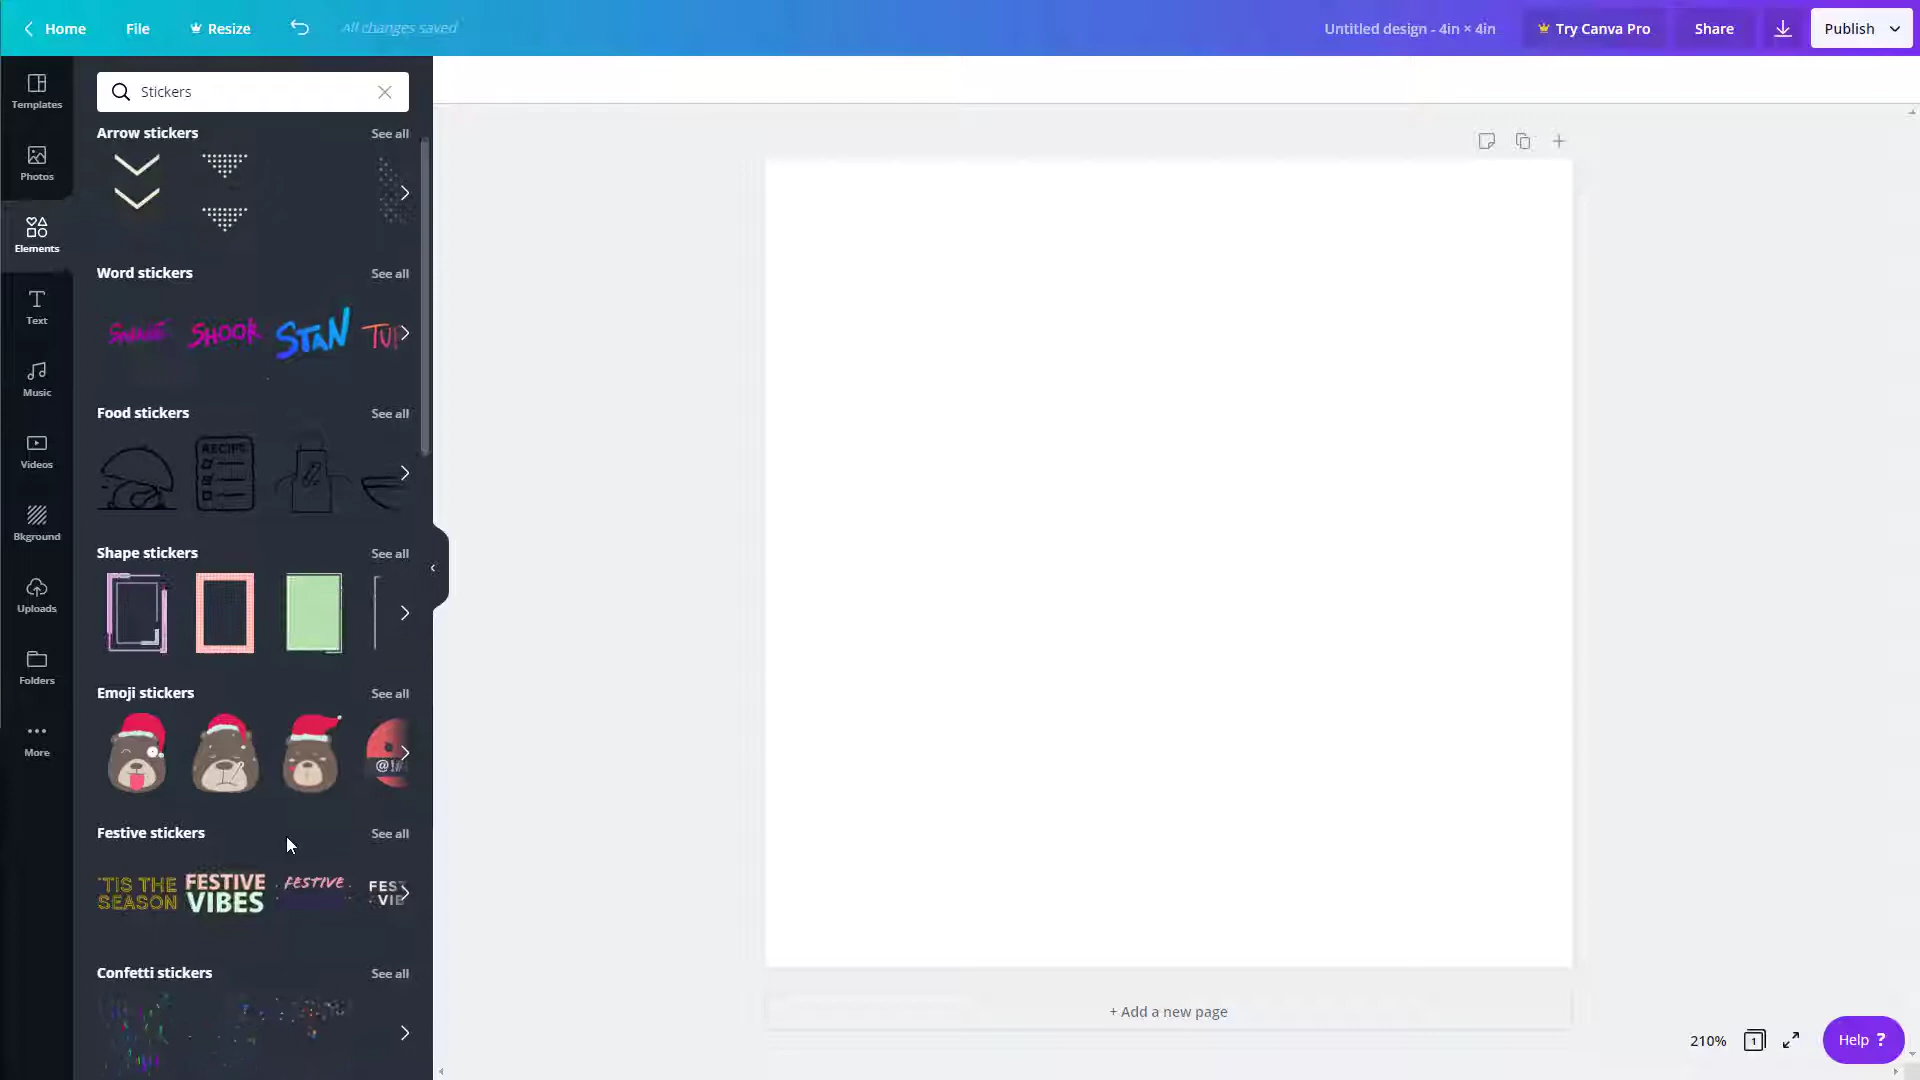 Home
File
Resize
All changes saved
Untitled design - 4in × 4in
Try Canva Pro
Share
Publish
Templates
Photos
Elements
Text
Music
Videos
Bkground
Uploads
Folders
More
Stickers
Arrow stickers See all
Word stickers See all
SHOOK STAN
Food stickers See all
RECIPE
Shape stickers See all
Emoji stickers See all
@!#
Festive stickers See all
'TIS THE SEASON
FESTIVE VIBES
FESTIVE
FEST
VIE
Confetti stickers See all
+ Add a new page
210%
1
Help ?